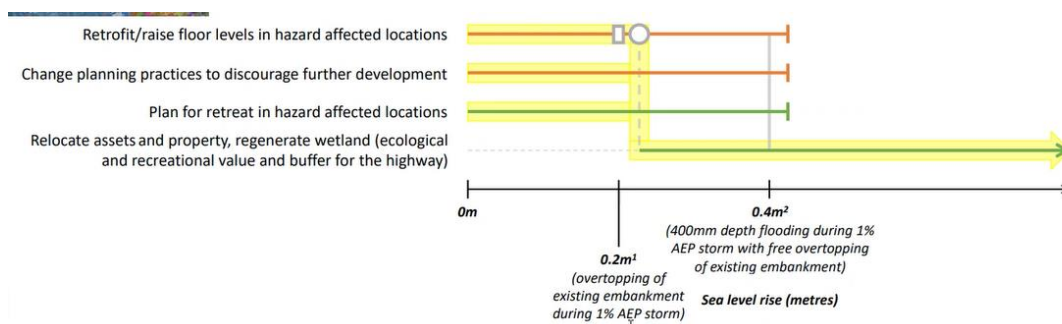 Retrofit/raise floor levels in hazard affected locations
Change planning practices to discourage further development
Plan for retreat in hazard affected locations
Relocate assets and property, regenerate wetland (ecological
and recreational value and buffer for the highway)
0m
0.2m¹
(overtopping of
existing embankment
during 1% AEP storm)
0.4m²
(400mm depth flooding during 1%
AEP storm with free overtopping
of existing embankment)
Sea level rise (metres)